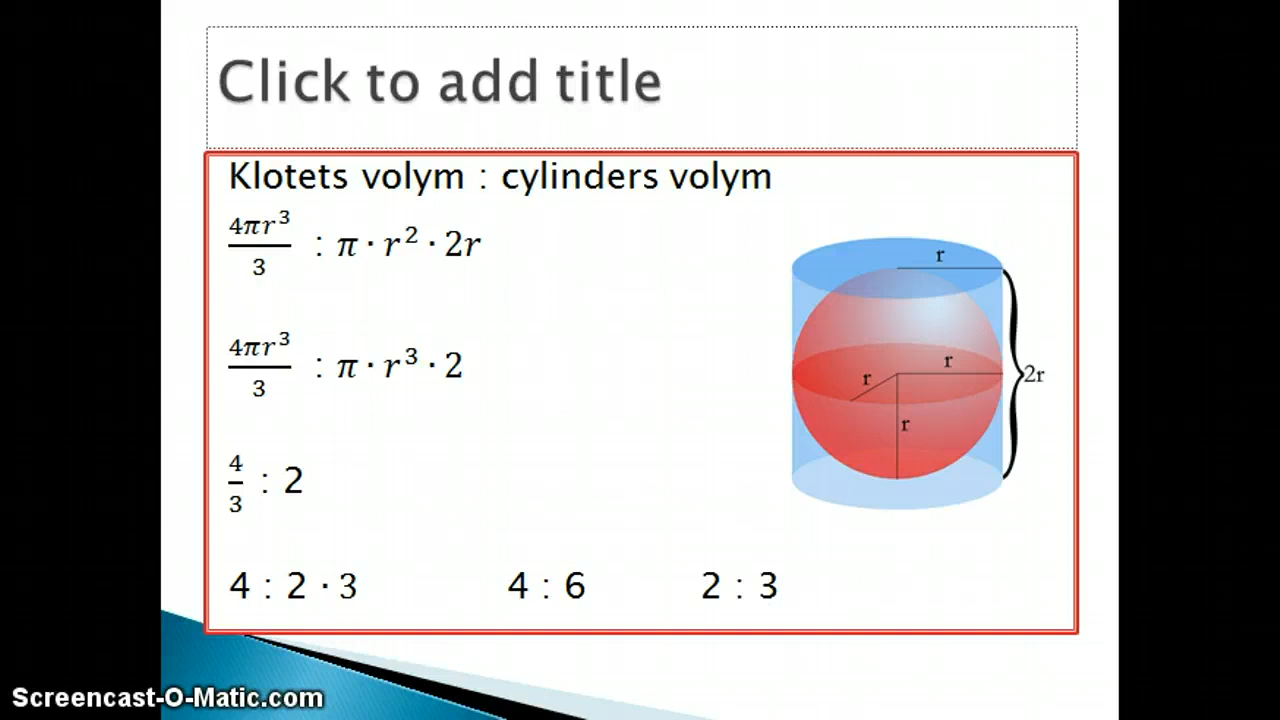 Click to add title
Klotets volym : cylinders volym
4πr³/3 : π · r² · 2r
4πr³/3 : π · r³ · 2
4/3 : 2
4 : 2 · 3 4 : 6 2 : 3
r
r
r
r
2r
Screencast-O-Matic.com